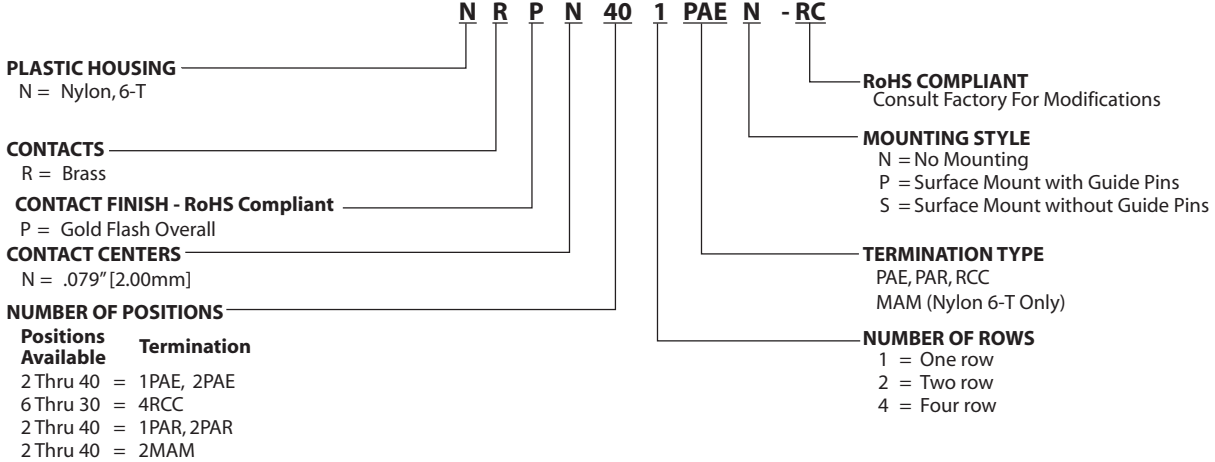 N R P N 40 1 PAE N - RC
PLASTIC HOUSING
N = Nylon, 6-T
CONTACTS
R = Brass
CONTACT FINISH - RoHS Compliant
P = Gold Flash Overall
CONTACT CENTERS
N = .079" [2.00mm]
NUMBER OF POSITIONS
Positions Available Termination
2 Thru 40 = 1PAE, 2PAE
6 Thru 30 = 4RCC
2 Thru 40 = 1PAR, 2PAR
2 Thru 40 = 2MAM
RoHS COMPLIANT
Consult Factory For Modifications
MOUNTING STYLE
N = No Mounting
P = Surface Mount with Guide Pins
S = Surface Mount without Guide Pins
TERMINATION TYPE
PAE, PAR, RCC
MAM (Nylon 6-T Only)
NUMBER OF ROWS
1 = One row
2 = Two row
4 = Four row